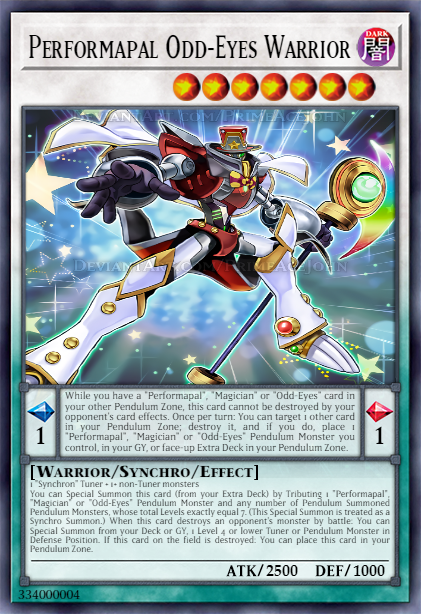 PERFORMAPAL ODD-EYES WARRIOR
DARK
闇
DEVIANTART.COM/PRIMEAGEJOHN
DEVIANTART.COM/PRIMEAGEJOHN
While you have a "Performapal", "Magician" or "Odd-Eyes" card in
your other Pendulum Zone, this card cannot be destroyed by your
opponent's card effects. Once per turn: You can target 1 other card
in your Pendulum Zone; destroy it, and if you do, place 1
"Performapal", "Magician" or "Odd-Eyes" Pendulum Monster you
control, in your GY, or face-up Extra Deck in your Pendulum Zone.
1
1
[WARRIOR/SYNCHRO/EFFECT]
1 "Synchron" Tuner + 1+ non-Tuner monsters
You can Special Summon this card (from your Extra Deck) by Tributing 1 "Performapal",
"Magician" or "Odd-Eyes" Pendulum Monster and any number of Pendulum Summoned
Pendulum Monsters, whose total Levels exactly equal 7. (This Special Summon is treated as a
Synchro Summon.) When this card destroys an opponent's monster by battle: You can
Special Summon from your Deck or GY, 1 Level 4 or lower Tuner or Pendulum Monster in
Defense Position. If this card on the field is destroyed: You can place this card in your
Pendulum Zone.
ATK/2500 DEF/1000
334000004